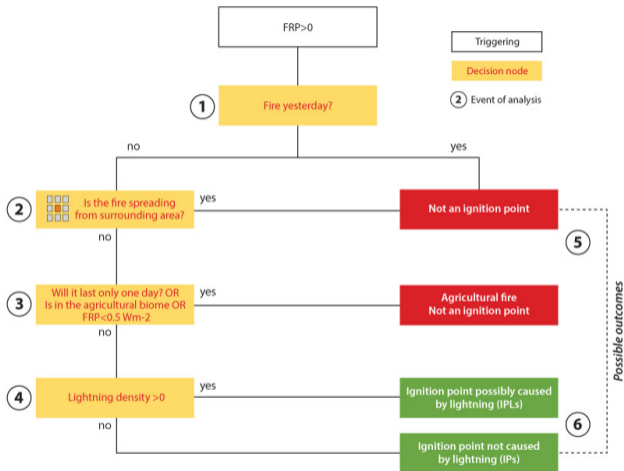 FRP>0
Triggering
Decision node
2 Event of analysis
1
Fire yesterday?
no
yes
2
Is the fire spreading
from surrounding area?
yes
Not an ignition point
5
no
3
Will it last only one day? OR
Is in the agricultural biome OR
FRP<0.5 Wm-2
yes
Agricultural fire
Not an ignition point
no
Possible outcomes
4
Lightning density >0
yes
Ignition point possibly caused
by lightning (IPLs)
6
no
Ignition point not caused
by lightning (IPs)